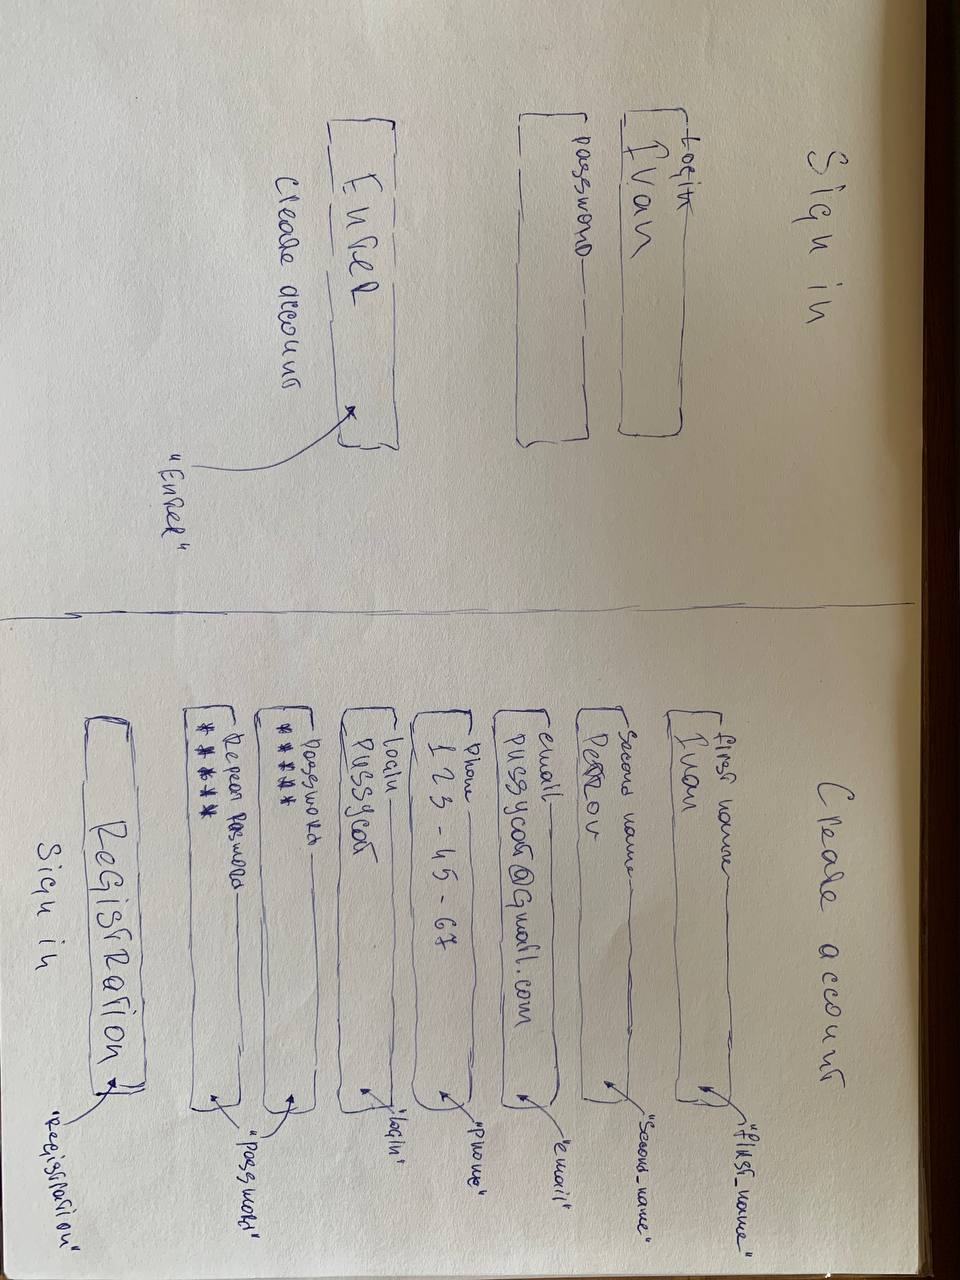 Sign in
Login
Ivan
password
Enter
Create account
"Enter"
Create account
first name
Ivan
"first_name"
Second name
Petrov
"Second_name"
email
pussycat@gmail.com
"email"
Phone
123-45-67
"Phone"
Login
Pussycat
"login"
Password
*****
Repeat Password
*****
"Password"
Registration
"Registration"
Sign in